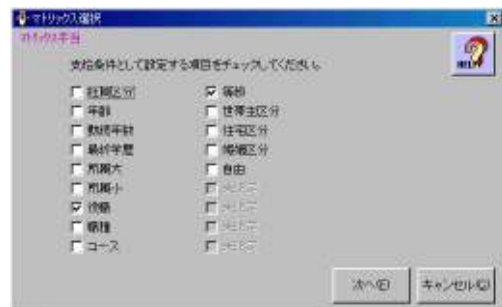 マトリックス選択
マトリックス手当
支給条件として設定する項目をチェックしてください。
HELP
社員区分
年齢
勤続年数
最終学歴
所属大
所属小
役職
職種
コース
等級
世帯主区分
住宅区分
婚姻区分
自由
次へ(E)
キャンセル(C)